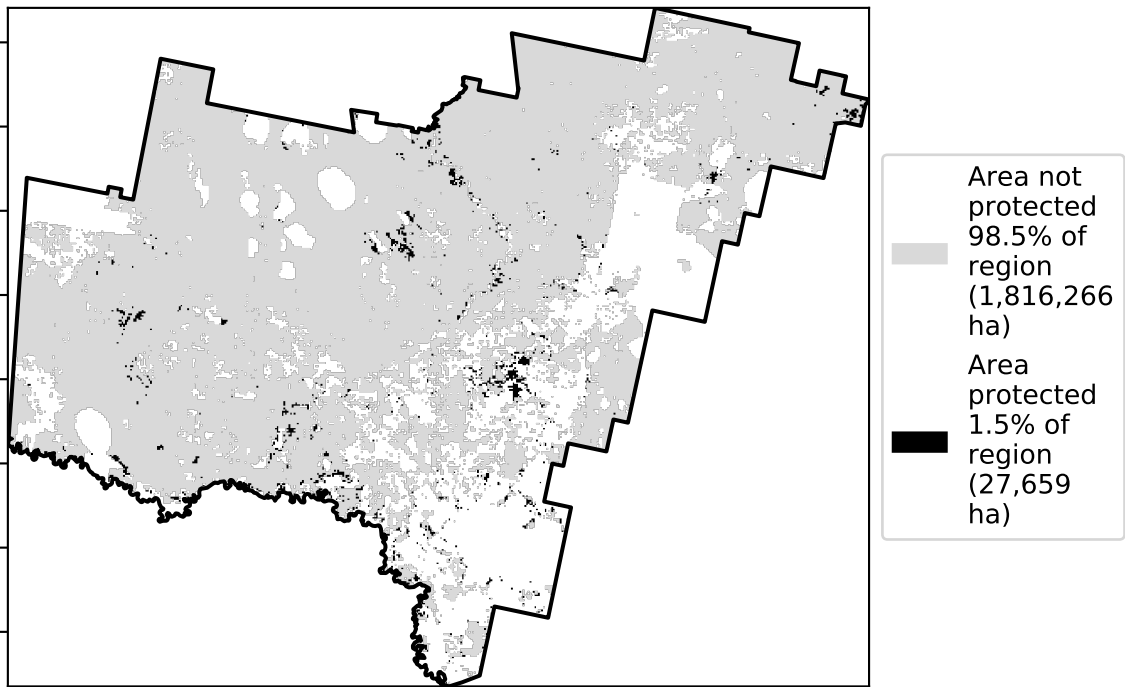 Area not
protected
98.5% of
region
(1,816,266
ha)
Area
protected
1.5% of
region
(27,659
ha)